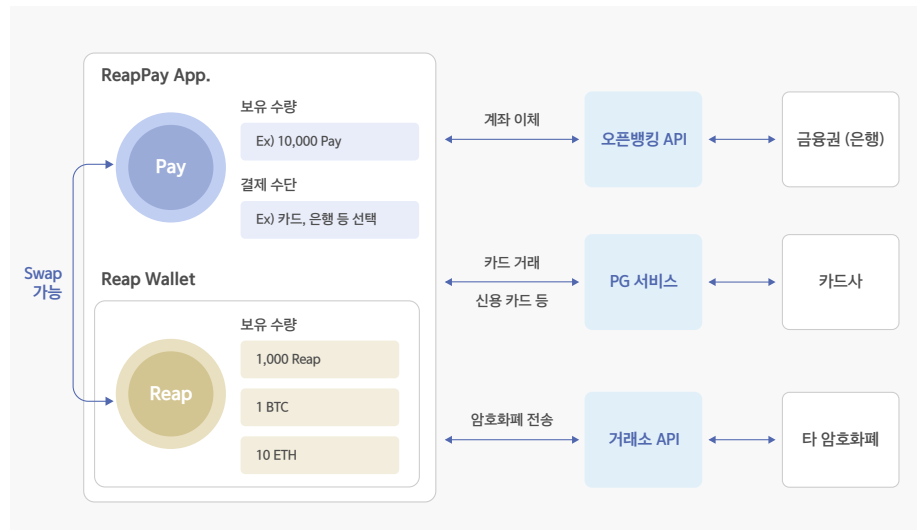 ReapPay App.
Pay
보유 수량
Ex) 10,000 Pay
결제 수단
Ex) 카드, 은행 등 선택
Swap
가능
Reap Wallet
Reap
보유 수량
1,000 Reap
1 BTC
10 ETH
계좌 이체
오픈뱅킹 API
금융권 (은행)
카드 거래
신용 카드 등
PG 서비스
카드사
암호화폐 전송
거래소 API
타 암호화폐